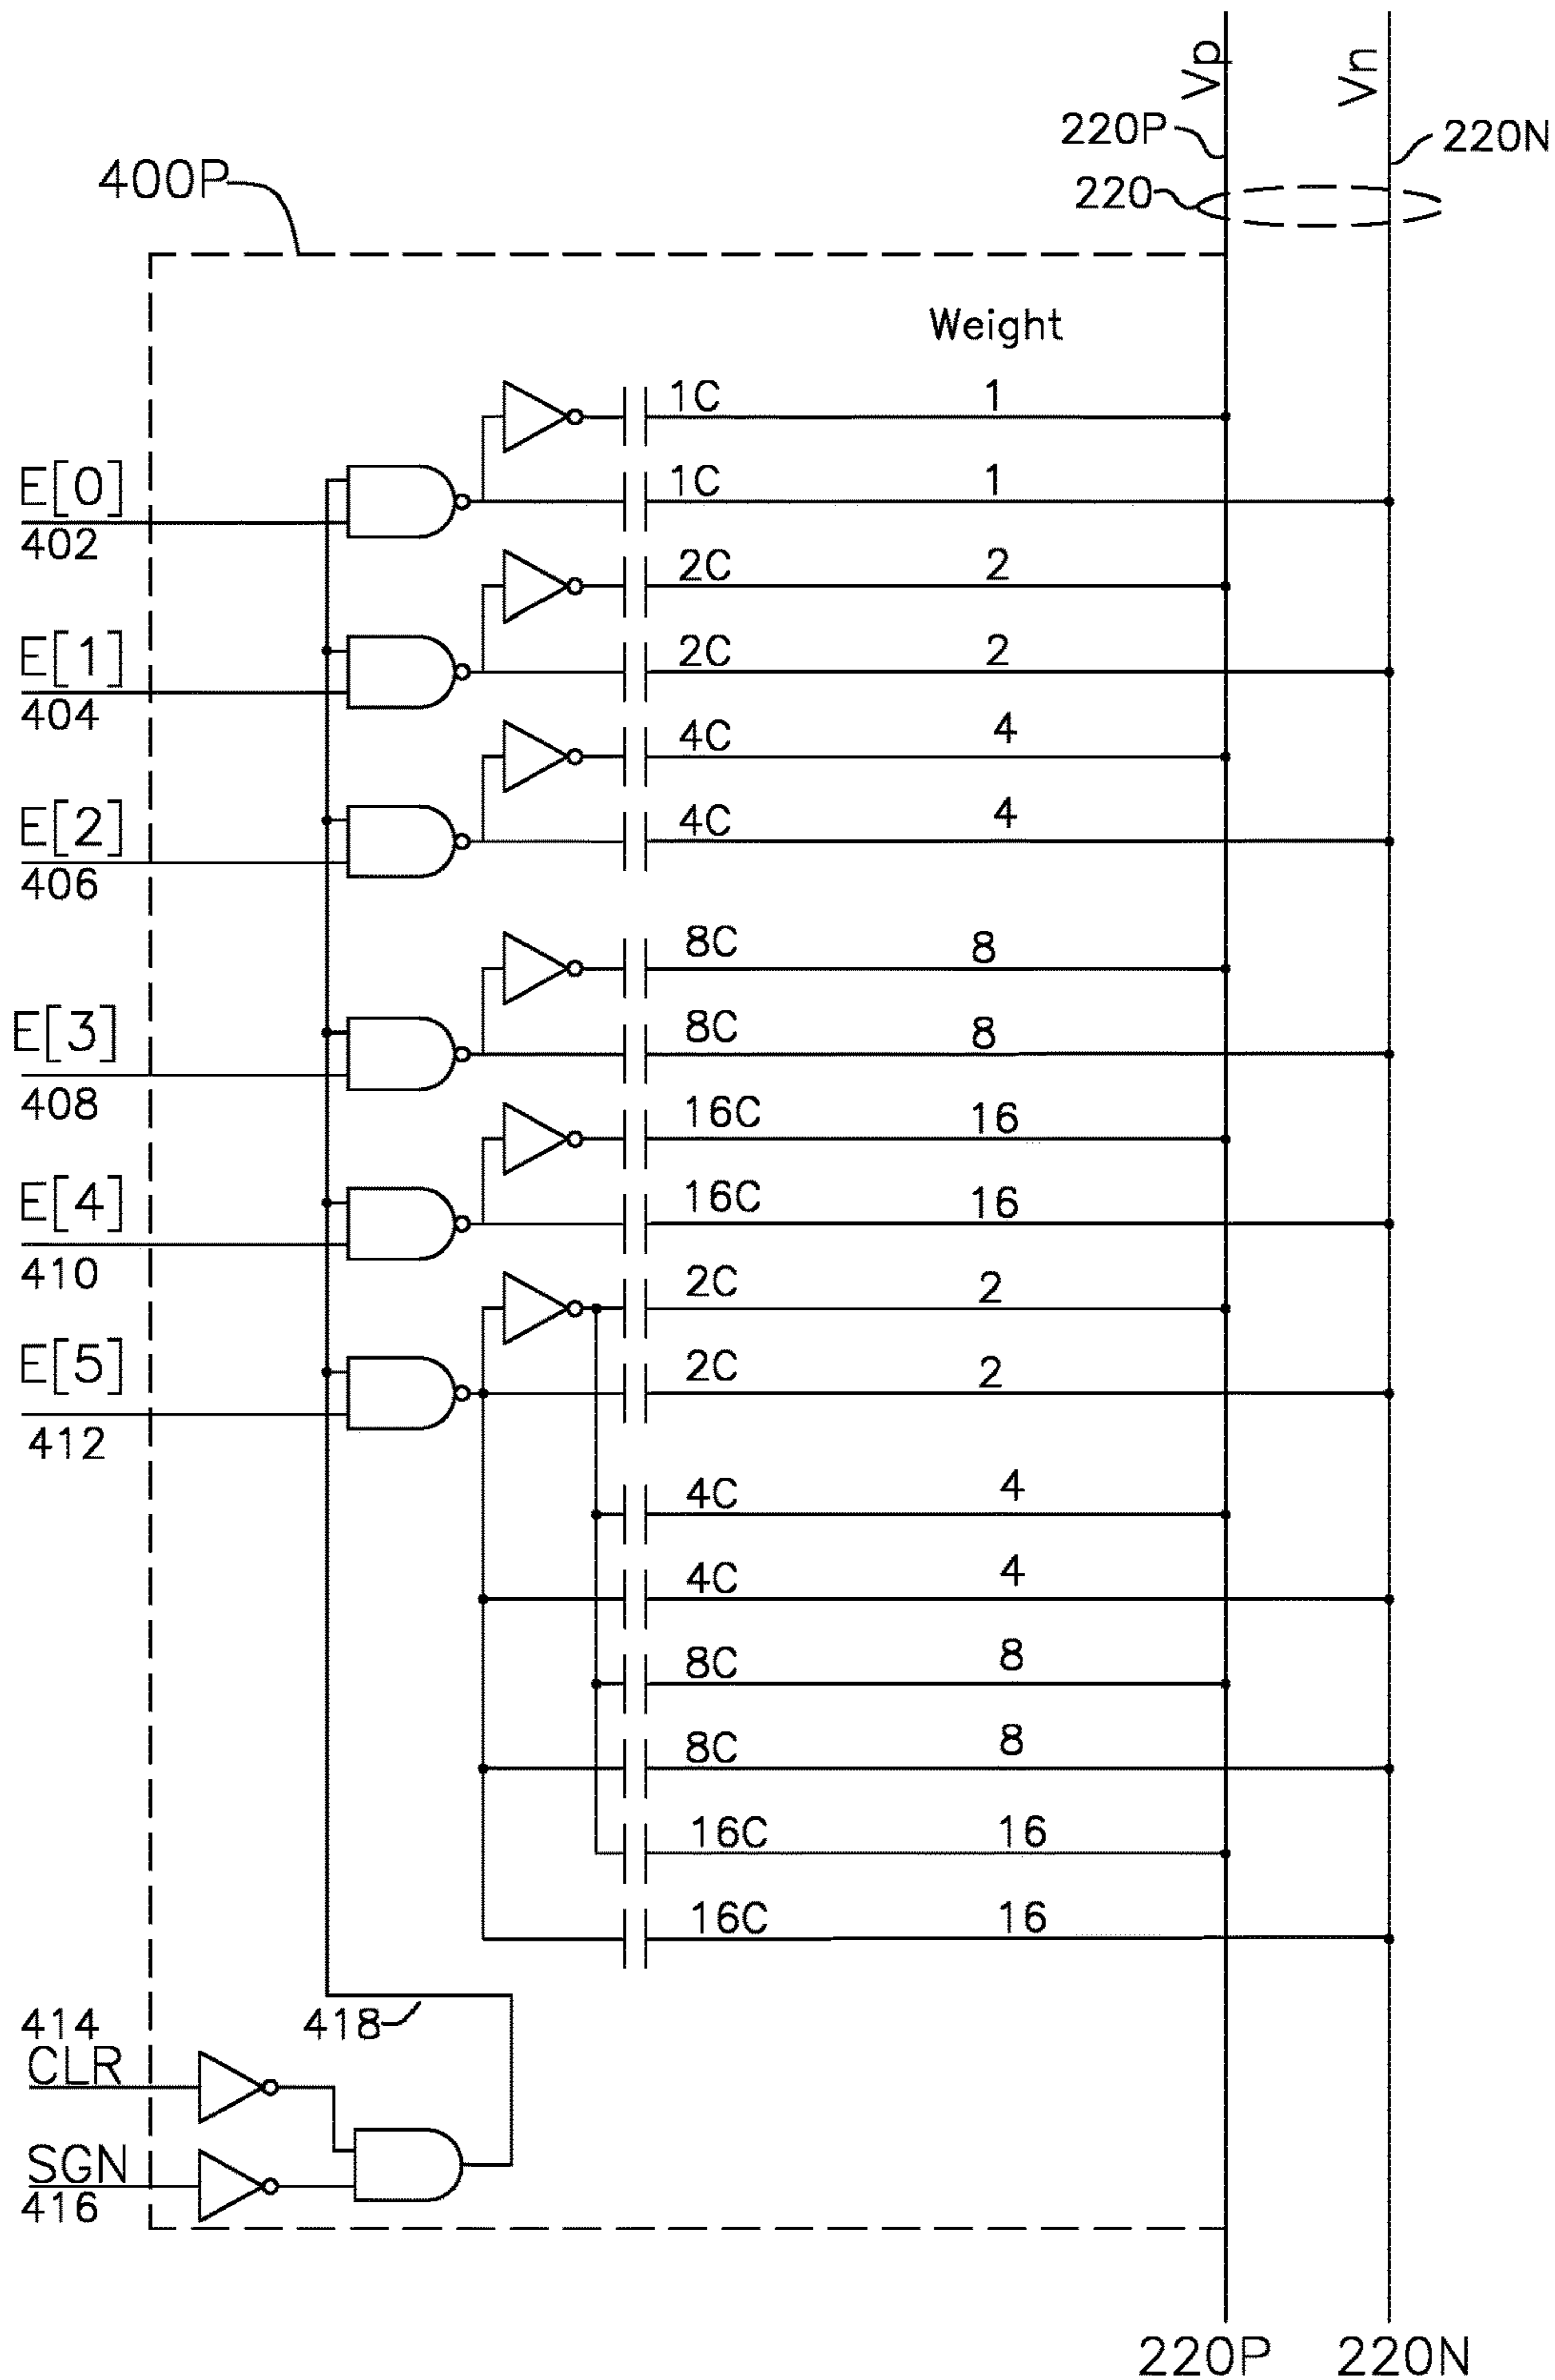 Vp
Vn
220P
220N
220
400P
Weight
1C 1
E[0]
1C 1
402
2C 2
E[1]
2C 2
404
4C 4
E[2]
4C 4
406
8C 8
E[3]
8C 8
408
16C 16
E[4]
16C 16
410
2C 2
E[5]
2C 2
412
4C 4
4C 4
8C 8
8C 8
16C 16
16C 16
414
418
CLR
SGN
416
220P 220N